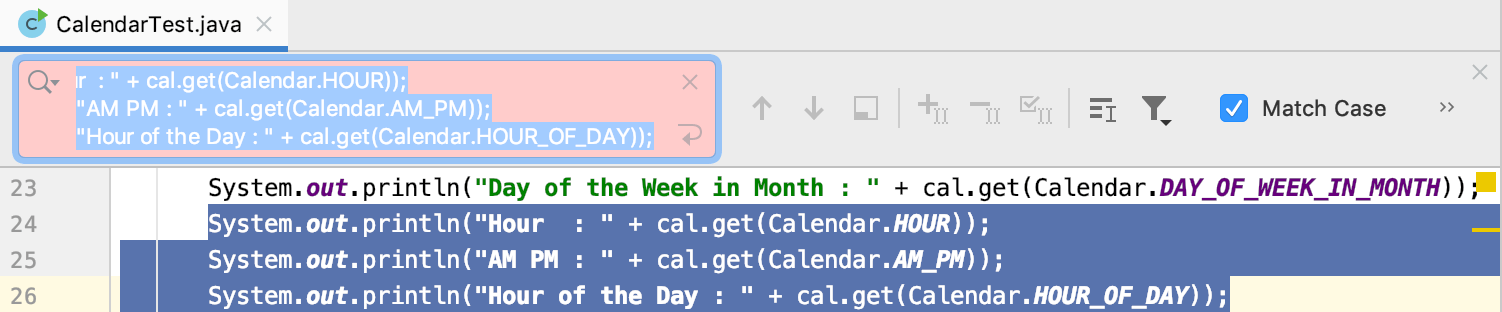 CalendarTest.java
r : " + cal.get(Calendar.HOUR));
"AM PM : " + cal.get(Calendar.AM_PM));
"Hour of the Day : " + cal.get(Calendar.HOUR_OF_DAY));
Match Case
23 System.out.println("Day of the Week in Month : " + cal.get(Calendar.DAY_OF_WEEK_IN_MONTH));
24 System.out.println("Hour  : " + cal.get(Calendar.HOUR));
25 System.out.println("AM PM : " + cal.get(Calendar.AM_PM));
26 System.out.println("Hour of the Day : " + cal.get(Calendar.HOUR_OF_DAY));